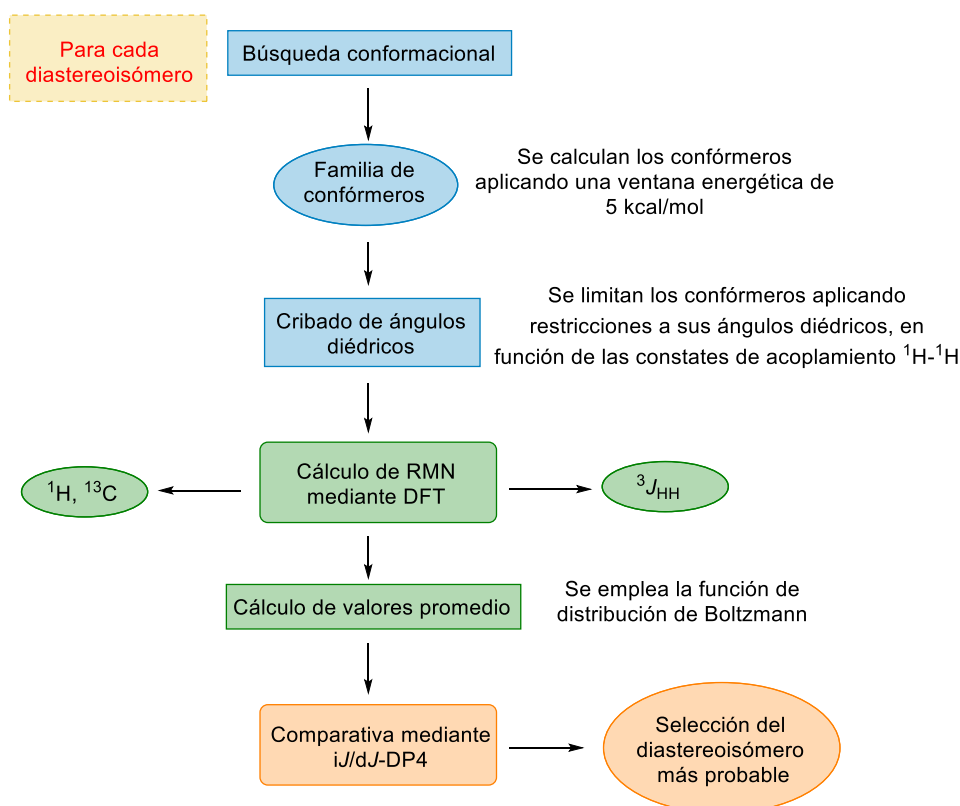 Para cada
diastereoisómero
Búsqueda conformacional
Familia de
confórmeros
Se calculan los confórmeros
aplicando una ventana energética de
5 kcal/mol
Cribado de ángulos
diédricos
Se limitan los confórmeros aplicando
restricciones a sus ángulos diédricos, en
función de las constates de acoplamiento ¹H-¹H
¹H, ¹³C
Cálculo de RMN
mediante DFT
³J_HH
Cálculo de valores promedio
Se emplea la función de
distribución de Boltzmann
Comparativa mediante
iJ/dJ-DP4
Selección del
diastereoisómero
más probable